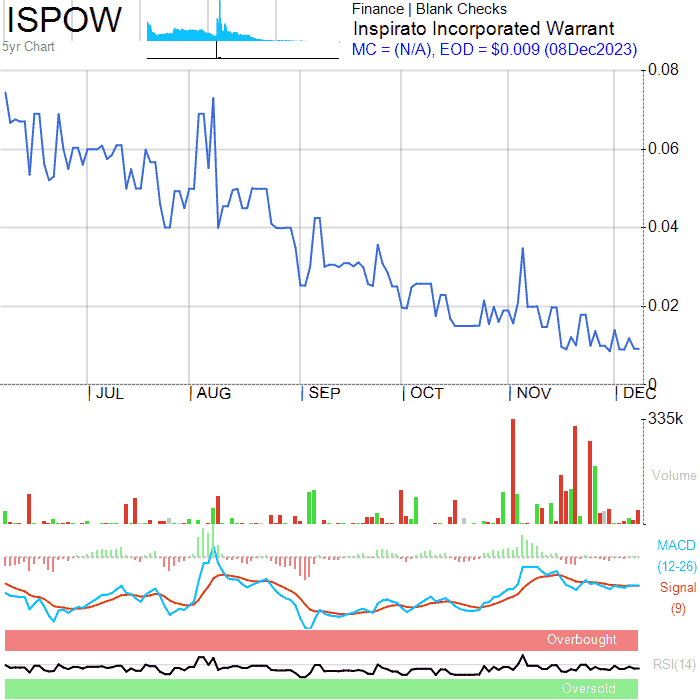 ISPOW
5yr Chart
Finance | Blank Checks
Inspirato Incorporated Warrant
MC = (N/A), EOD = $0.009 (08Dec2023)
0.08
0.06
0.04
0.02
0
JUL AUG SEP OCT NOV DEC
335k
Volume
MACD
(12-26)
Signal
(9)
Overbought
RSI(14)
Oversold